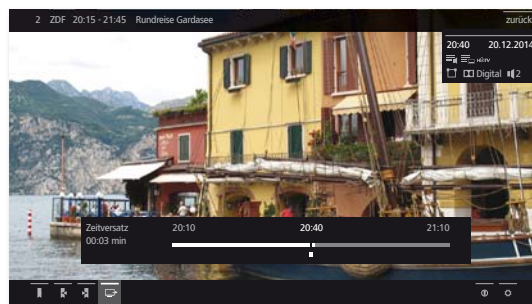 2 ZDF 20:15 - 21:45 Rundreise Gardasee zurück
20:40 20.12.2014
HbbTV
Digital 2
Zeitversatz 20:10 20:40 21:10
00:03 min